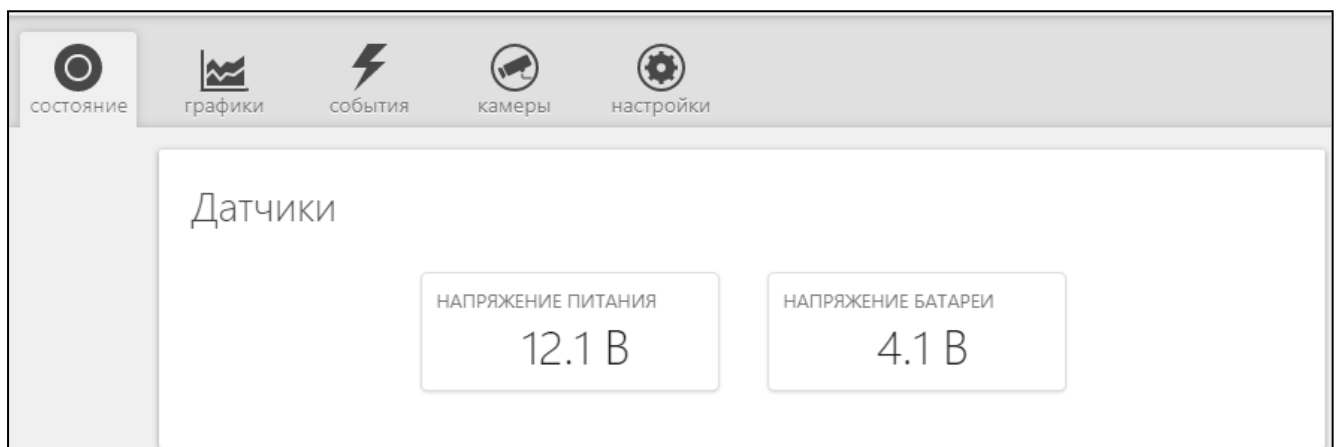 состояние графики события камеры настройки
Датчики
НАПРЯЖЕНИЕ ПИТАНИЯ НАПРЯЖЕНИЕ БАТАРЕИ
12.1 В 4.1 В